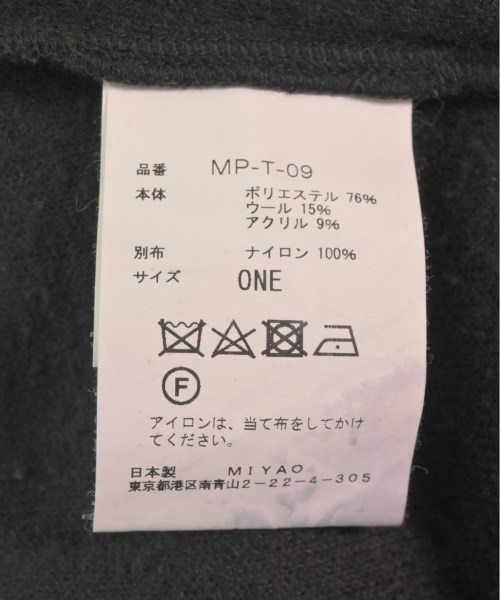 品番 MP-T-09
本体 ポリエステル 76%
ウール 15%
アクリル 9%
別布 ナイロン 100%
サイズ ONE
F
アイロンは、当て布をしてかけ
てください。
日本製 MIYAO
東京都港区南青山2-22-4-305